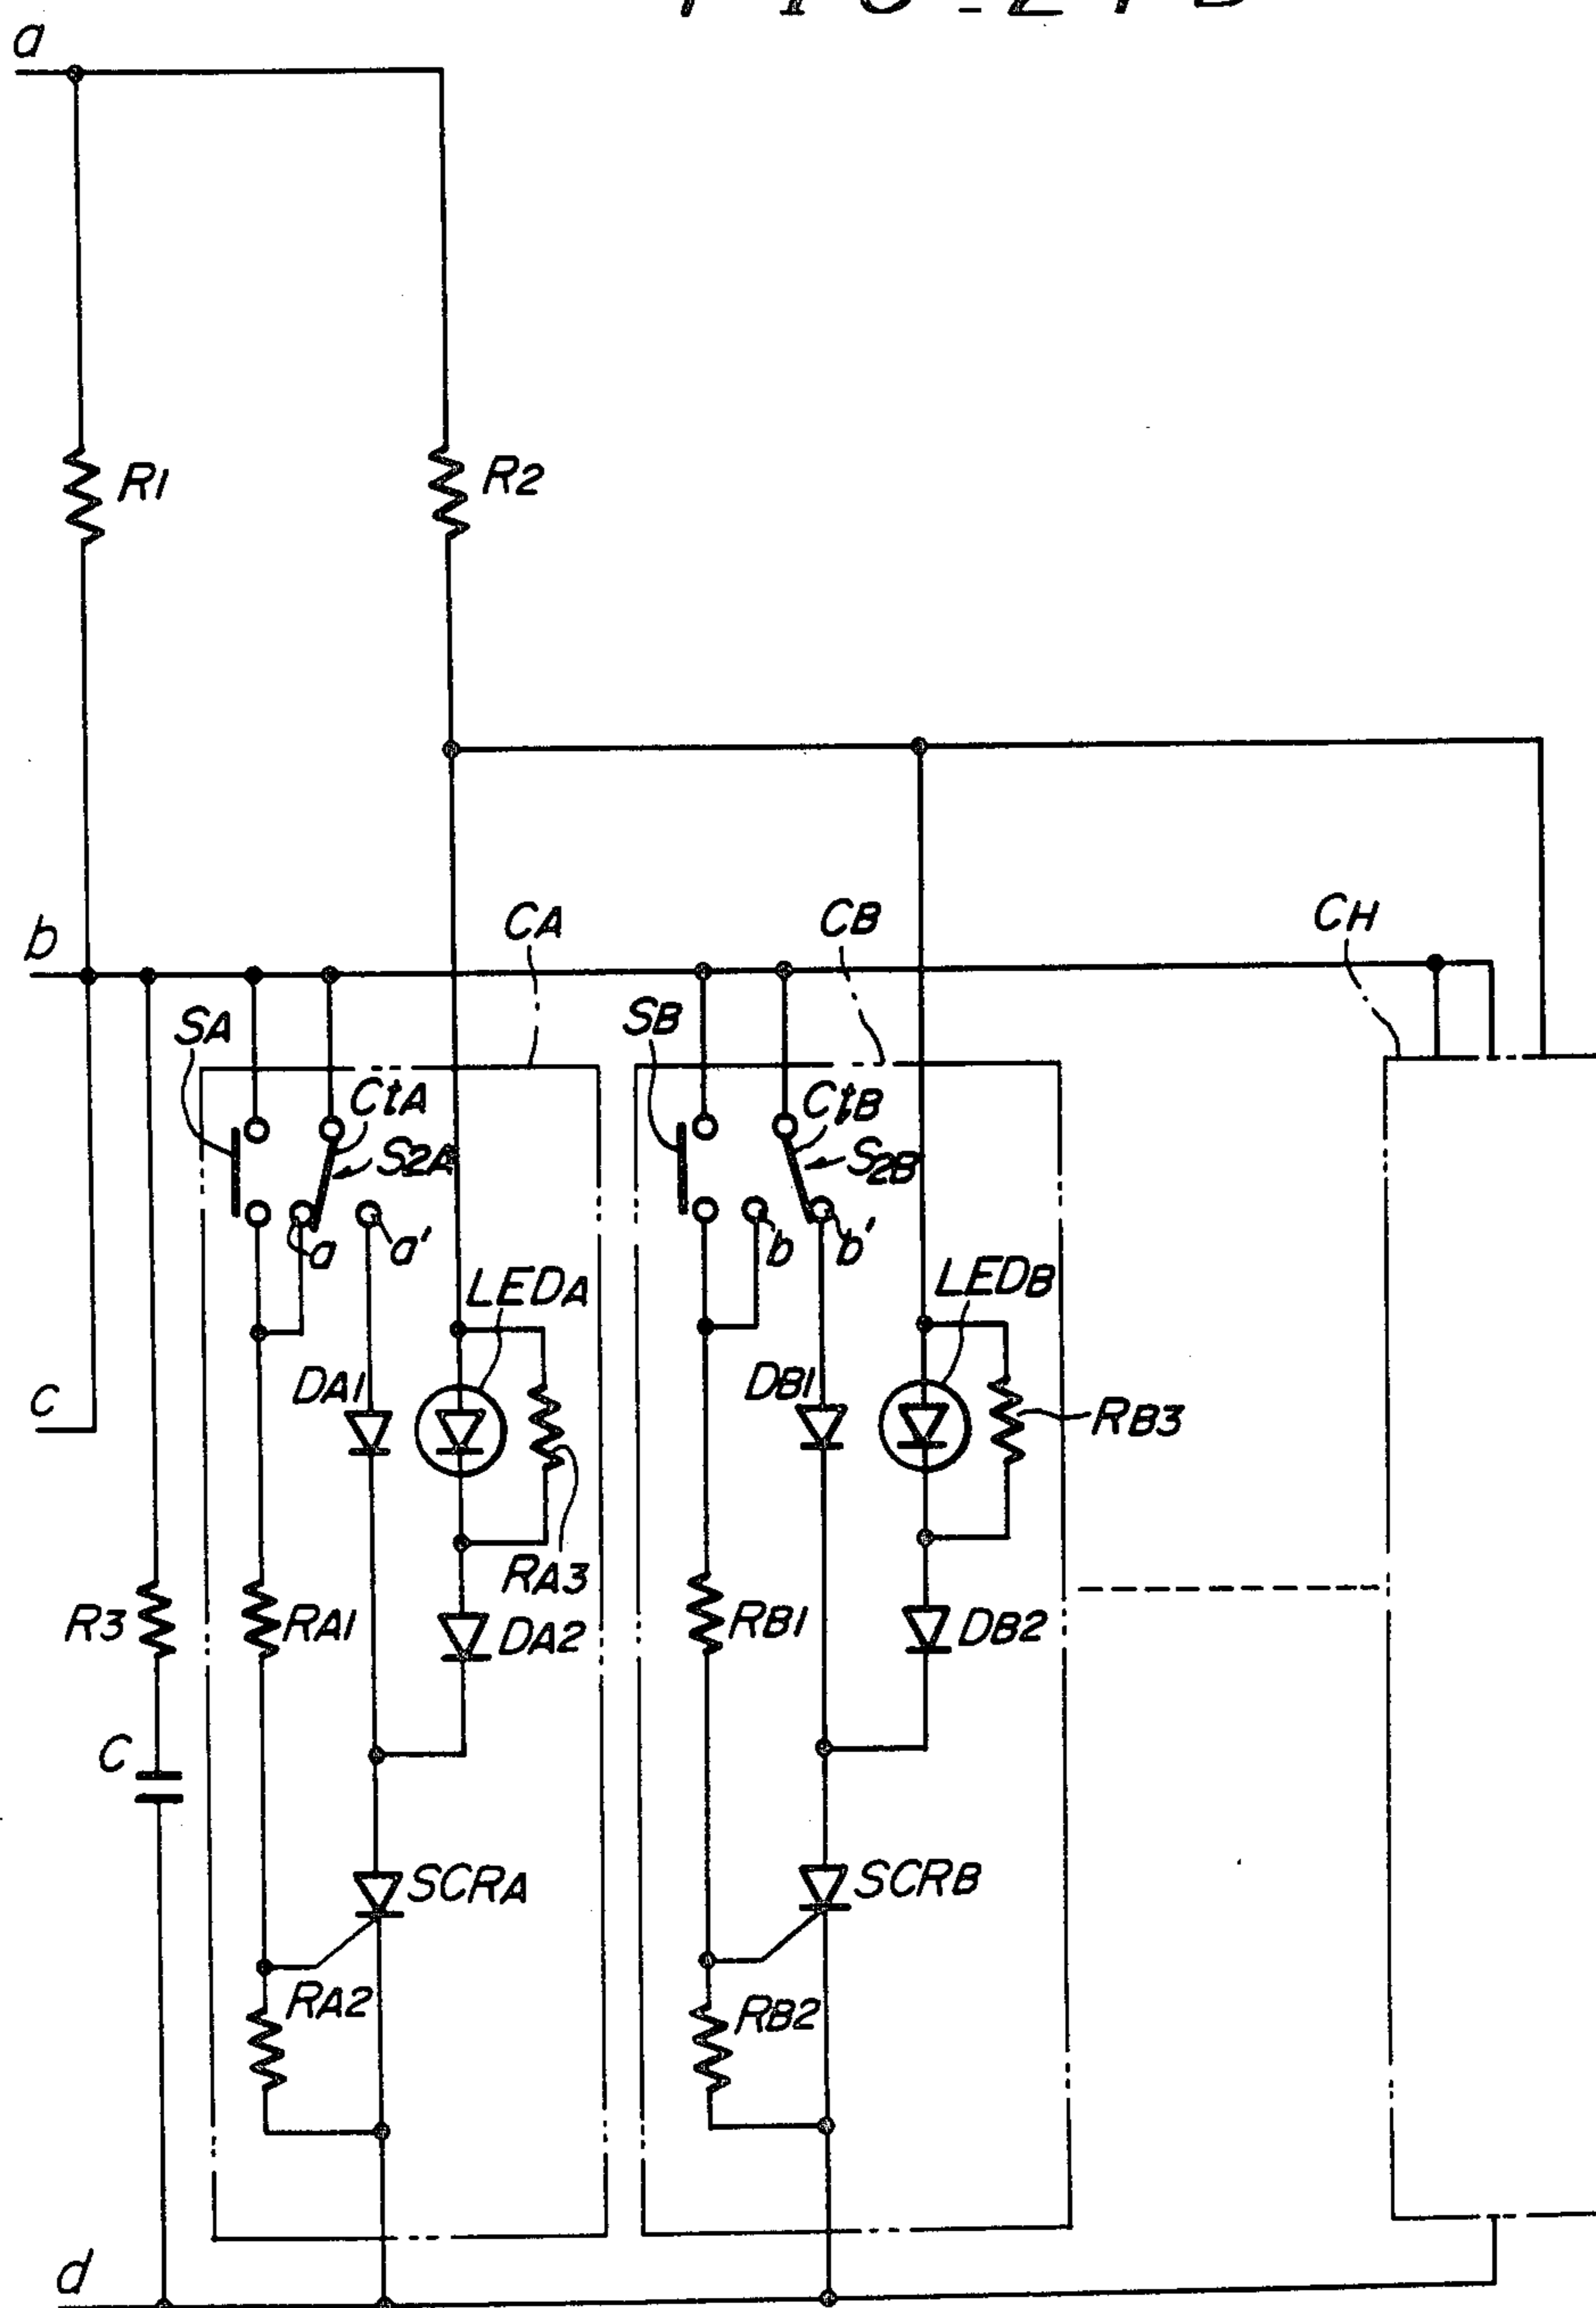 a
R1
R2
b
CA
CB
CH
SA
SB
CtA
CtB
S2A
S2B
a
a'
b
b'
LEDA
LEDB
C
DA1
DB1
RB3
RA3
R3
RA1
DA2
RB1
DB2
C
SCRA
SCRB
RA2
RB2
d